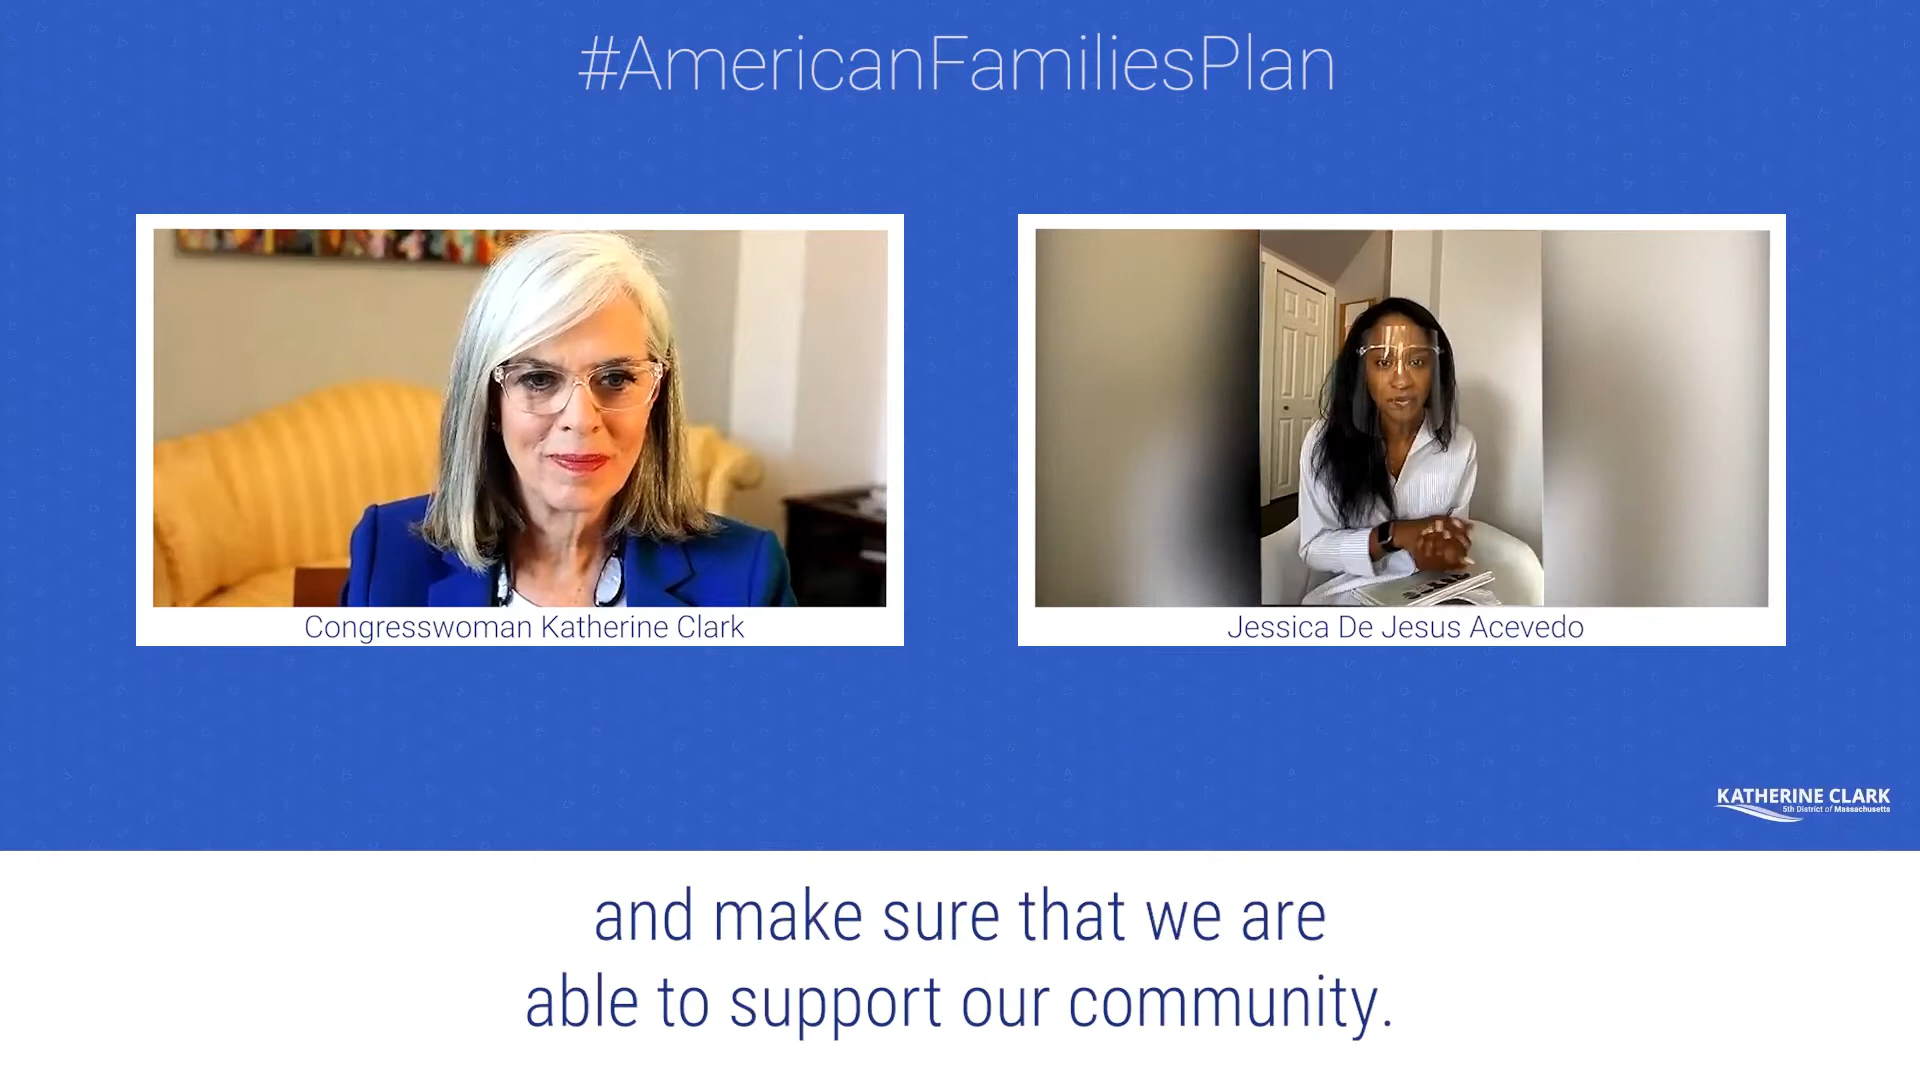 #AmericanFamiliesPlan
Congresswoman Katherine Clark
Jessica De Jesus Acevedo
KATHERINE CLARK
5th District of Massachusetts
and make sure that we are
able to support our community.